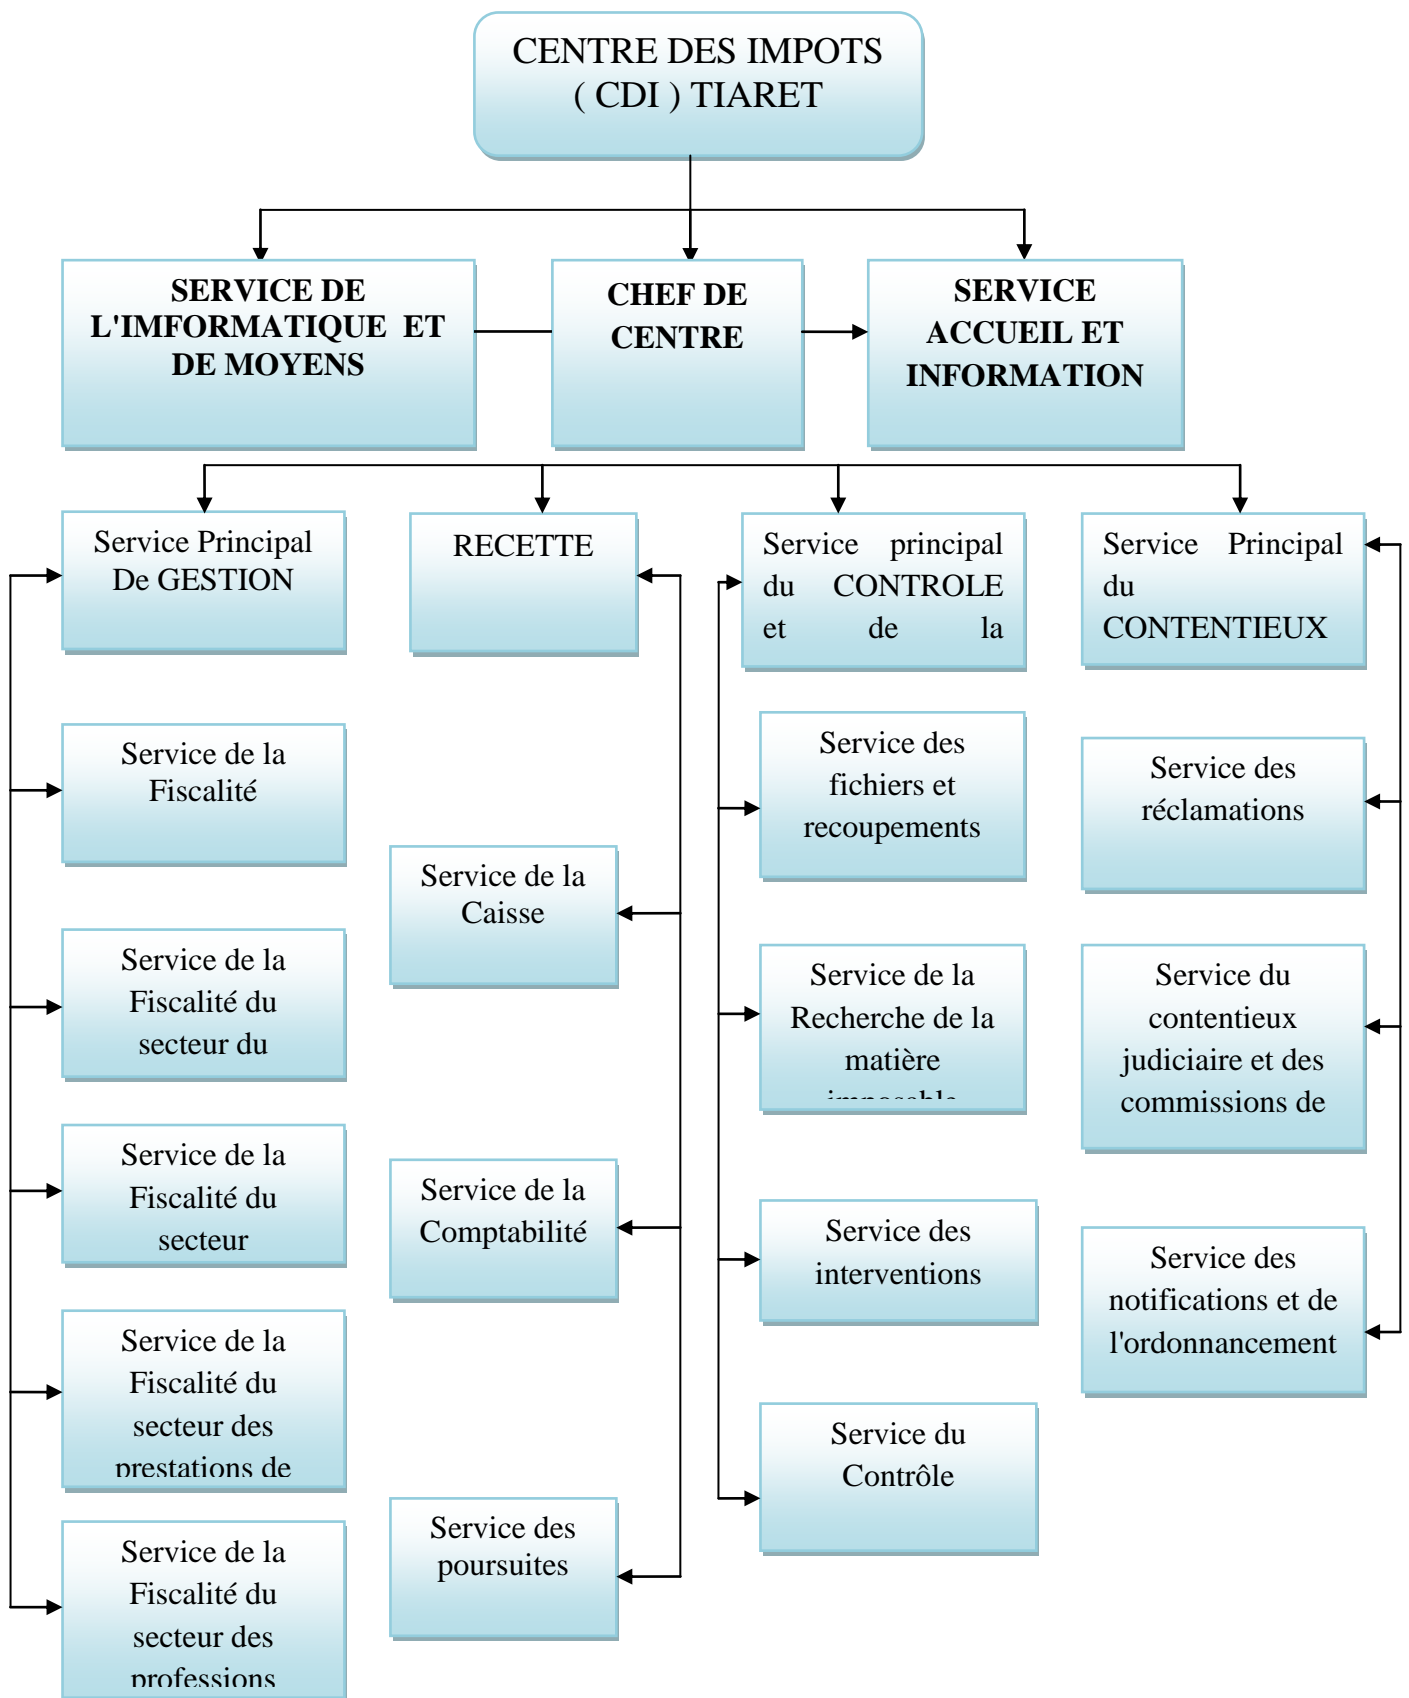 CENTRE DES IMPOTS
( CDI ) TIARET
SERVICE DE
L'IMFORMATIQUE ET
DE MOYENS
CHEF DE
CENTRE
SERVICE
ACCUEIL ET
INFORMATION
Service Principal
De GESTION
RECETTE
Service principal
du CONTROLE
et de la
Service Principal
du
CONTENTIEUX
Service de la
Fiscalité
Service de la
Fiscalité du
secteur du
Service de la
Fiscalité du
secteur
Service de la
Fiscalité du
secteur des
prestations de
Service de la
Fiscalité du
secteur des
professions
Service de la
Caisse
Service de la
Comptabilité
Service des
poursuites
Service des
fichiers et
recoupements
Service de la
Recherche de la
matière
imposable
Service des
interventions
Service du
Contrôle
Service des
réclamations
Service du
contentieux
judiciaire et des
commissions de
Service des
notifications et de
l'ordonnancement